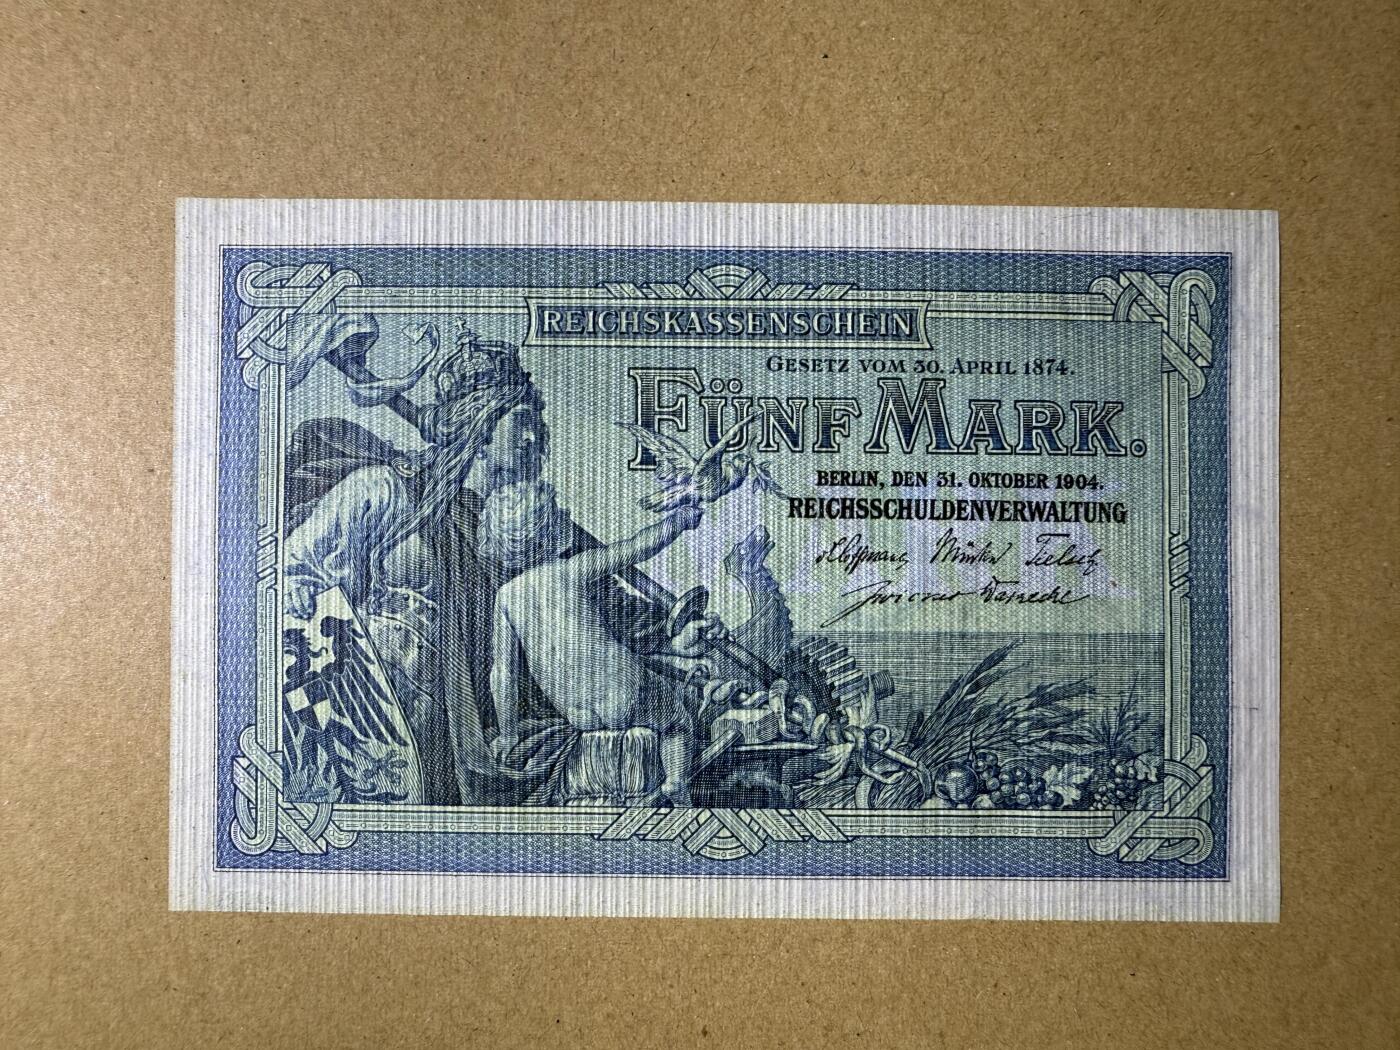 REICHSKASSENSCHEIN
GESETZ VOM 30. APRIL 1874.
FÜNF MARK.
BERLIN, DEN 31. OKTOBER 1904.
REICHSSCHULDENVERWALTUNG